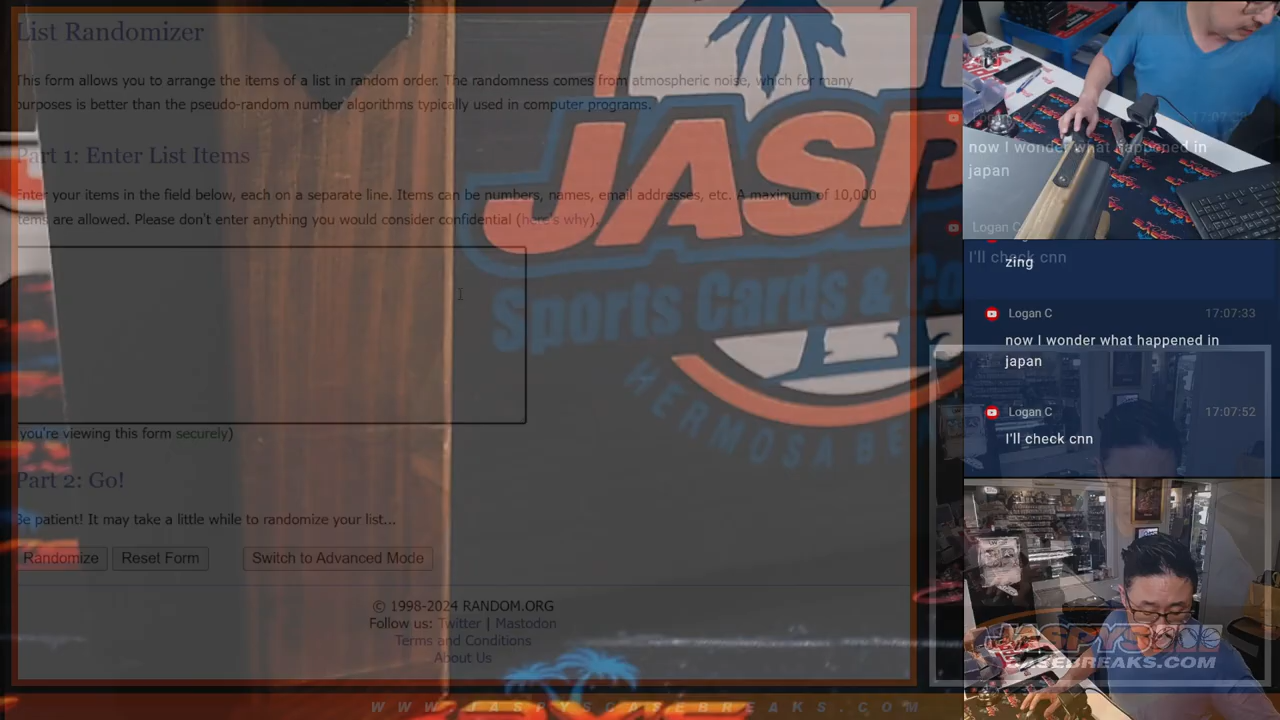 List Randomizer
This form allows you to arrange the items of a list in random order. The randomness comes from atmospheric noise, which for many
purposes is better than the pseudo-random number algorithms typically used in computer programs.
Part 1: Enter List Items
Enter your items in the field below, each on a separate line. Items can be numbers, names, email addresses, etc. A maximum of 10,000
items are allowed. Please don't enter anything you would consider confidential (here's why).
(you're viewing this form securely)
Part 2: Go!
Be patient! It may take a little while to randomize your list...
Randomize
Reset Form
Switch to Advanced Mode
© 1998-2024 RANDOM.ORG
Follow us: Twitter | Mastodon
Terms and Conditions
About Us
JASP
Sports Cards & Co
HERMOSA BE
WWW.JASPYSCASEBREAKS.COM
now I wonder what happened in
japan
Logan C
I'll check cnn
zing
Logan C 17:07:33
now I wonder what happened in
japan
Logan C 17:07:52
I'll check cnn
JASPY'S
CASEBREAKS.COM